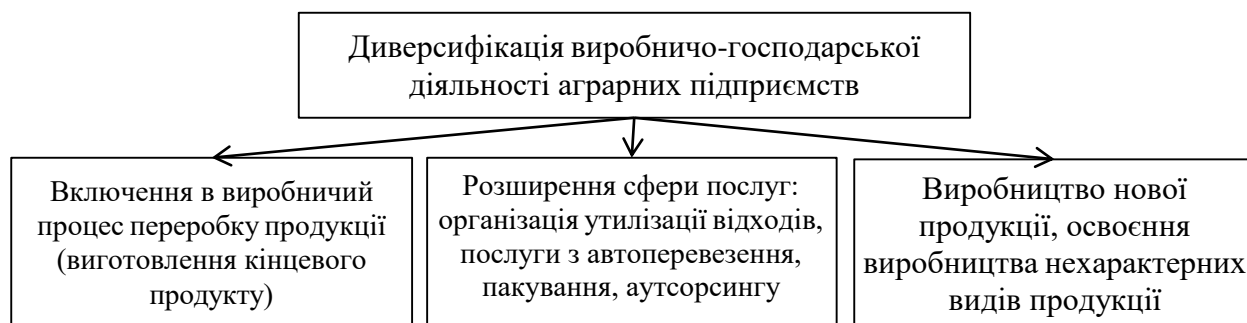 Диверсифікація виробничо-господарської
діяльності аграрних підприємств
Включення в виробничий
процес переробку продукції
(виготовлення кінцевого
продукту)
Розширення сфери послуг:
організація утилізації відходів,
послуги з автоперевезення,
пакування, аутсорсингу
Виробництво нової
продукції, освоєння
виробництва нехарактерних
видів продукції